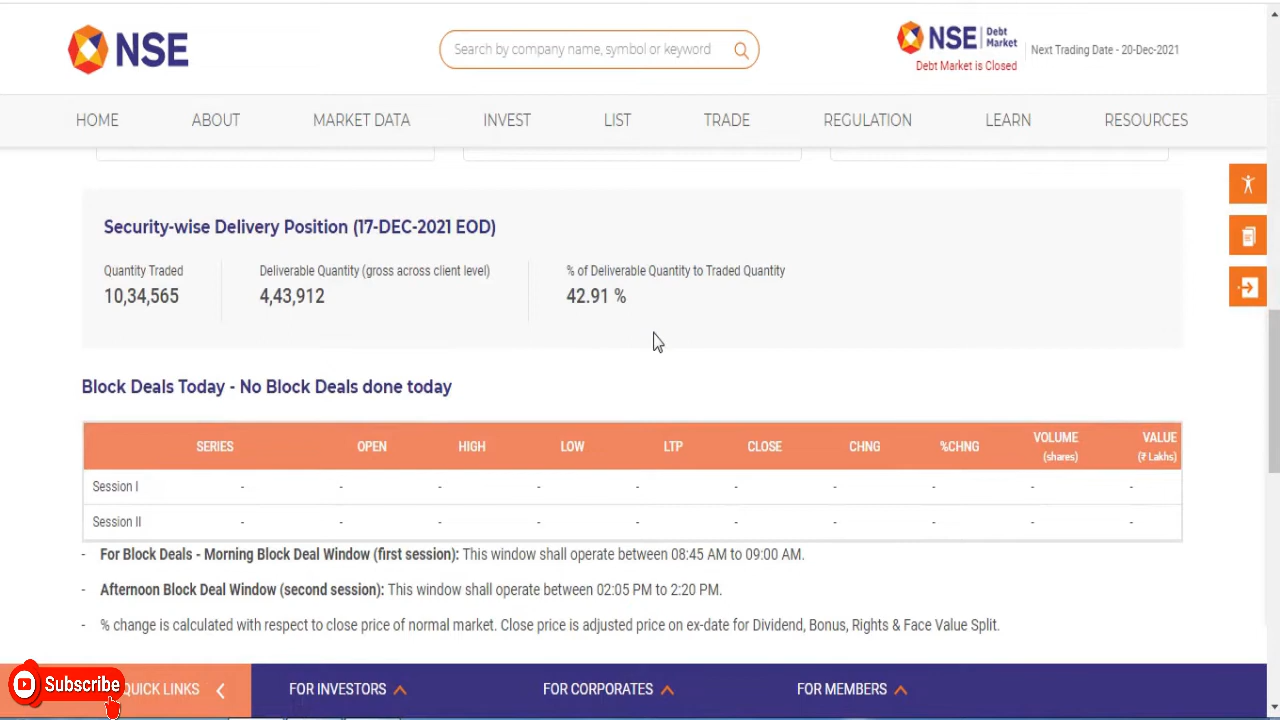 NSE
Search by company name, symbol or keyword
NSE Debt Market
Debt Market is Closed
Next Trading Date - 20-Dec-2021
HOME ABOUT MARKET DATA INVEST LIST TRADE REGULATION LEARN RESOURCES
Security-wise Delivery Position (17-DEC-2021 EOD)
Quantity Traded Deliverable Quantity (gross across client level) % of Deliverable Quantity to Traded Quantity
10,34,565 4,43,912 42.91 %
Block Deals Today - No Block Deals done today
SERIES OPEN HIGH LOW LTP CLOSE CHNG %CHNG VOLUME (shares) VALUE (₹ Lakhs)
Session I - - - - - - - - - -
Session II - - - - - - - - - -
- For Block Deals - Morning Block Deal Window (first session): This window shall operate between 08:45 AM to 09:00 AM.
- Afternoon Block Deal Window (second session): This window shall operate between 02:05 PM to 2:20 PM.
- % change is calculated with respect to close price of normal market. Close price is adjusted price on ex-date for Dividend, Bonus, Rights & Face Value Split.
Subscribe QUICK LINKS FOR INVESTORS FOR CORPORATES FOR MEMBERS